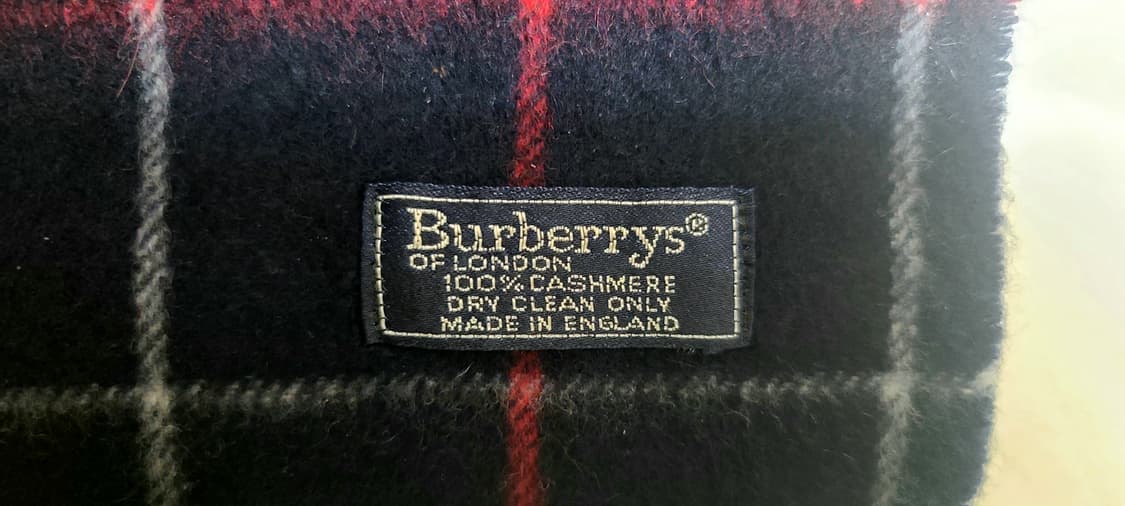 Burberrys®
OF LONDON
100% CASHMERE
DRY CLEAN ONLY
MADE IN ENGLAND